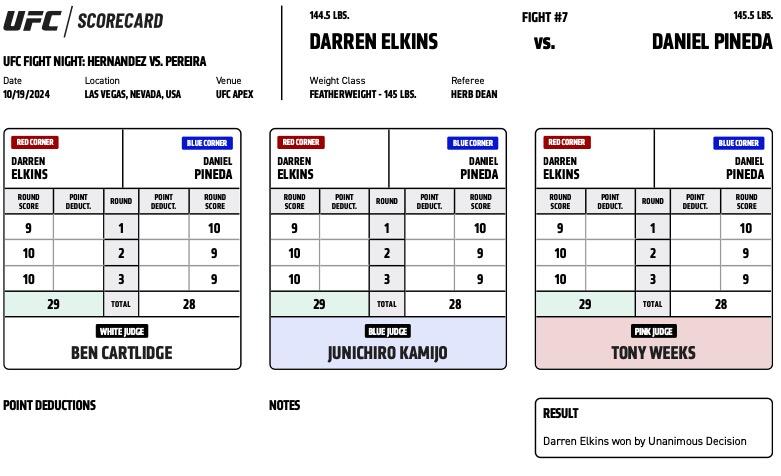 UFC / SCORECARD
UFC FIGHT NIGHT: HERNANDEZ VS. PEREIRA
Date Location Venue
10/19/2024 LAS VEGAS, NEVADA, USA UFC APEX
144.5 LBS. FIGHT #7 145.5 LBS.
DARREN ELKINS vs. DANIEL PINEDA
Weight Class Referee
FEATHERWEIGHT - 145 LBS. HERB DEAN
RED CORNER BLUE CORNER
DARREN DANIEL
ELKINS PINEDA
ROUND POINT ROUND POINT ROUND
SCORE DEDUCT. DEDUCT. SCORE
9 1 10
10 2 9
10 3 9
29 TOTAL 28
WHITE JUDGE
BEN CARTLIDGE
RED CORNER BLUE CORNER
DARREN DANIEL
ELKINS PINEDA
ROUND POINT ROUND POINT ROUND
SCORE DEDUCT. DEDUCT. SCORE
9 1 10
10 2 9
10 3 9
29 TOTAL 28
BLUE JUDGE
JUNICHIRO KAMIJO
RED CORNER BLUE CORNER
DARREN DANIEL
ELKINS PINEDA
ROUND POINT ROUND POINT ROUND
SCORE DEDUCT. DEDUCT. SCORE
9 1 10
10 2 9
10 3 9
29 TOTAL 28
PINK JUDGE
TONY WEEKS
POINT DEDUCTIONS
NOTES
RESULT
Darren Elkins won by Unanimous Decision